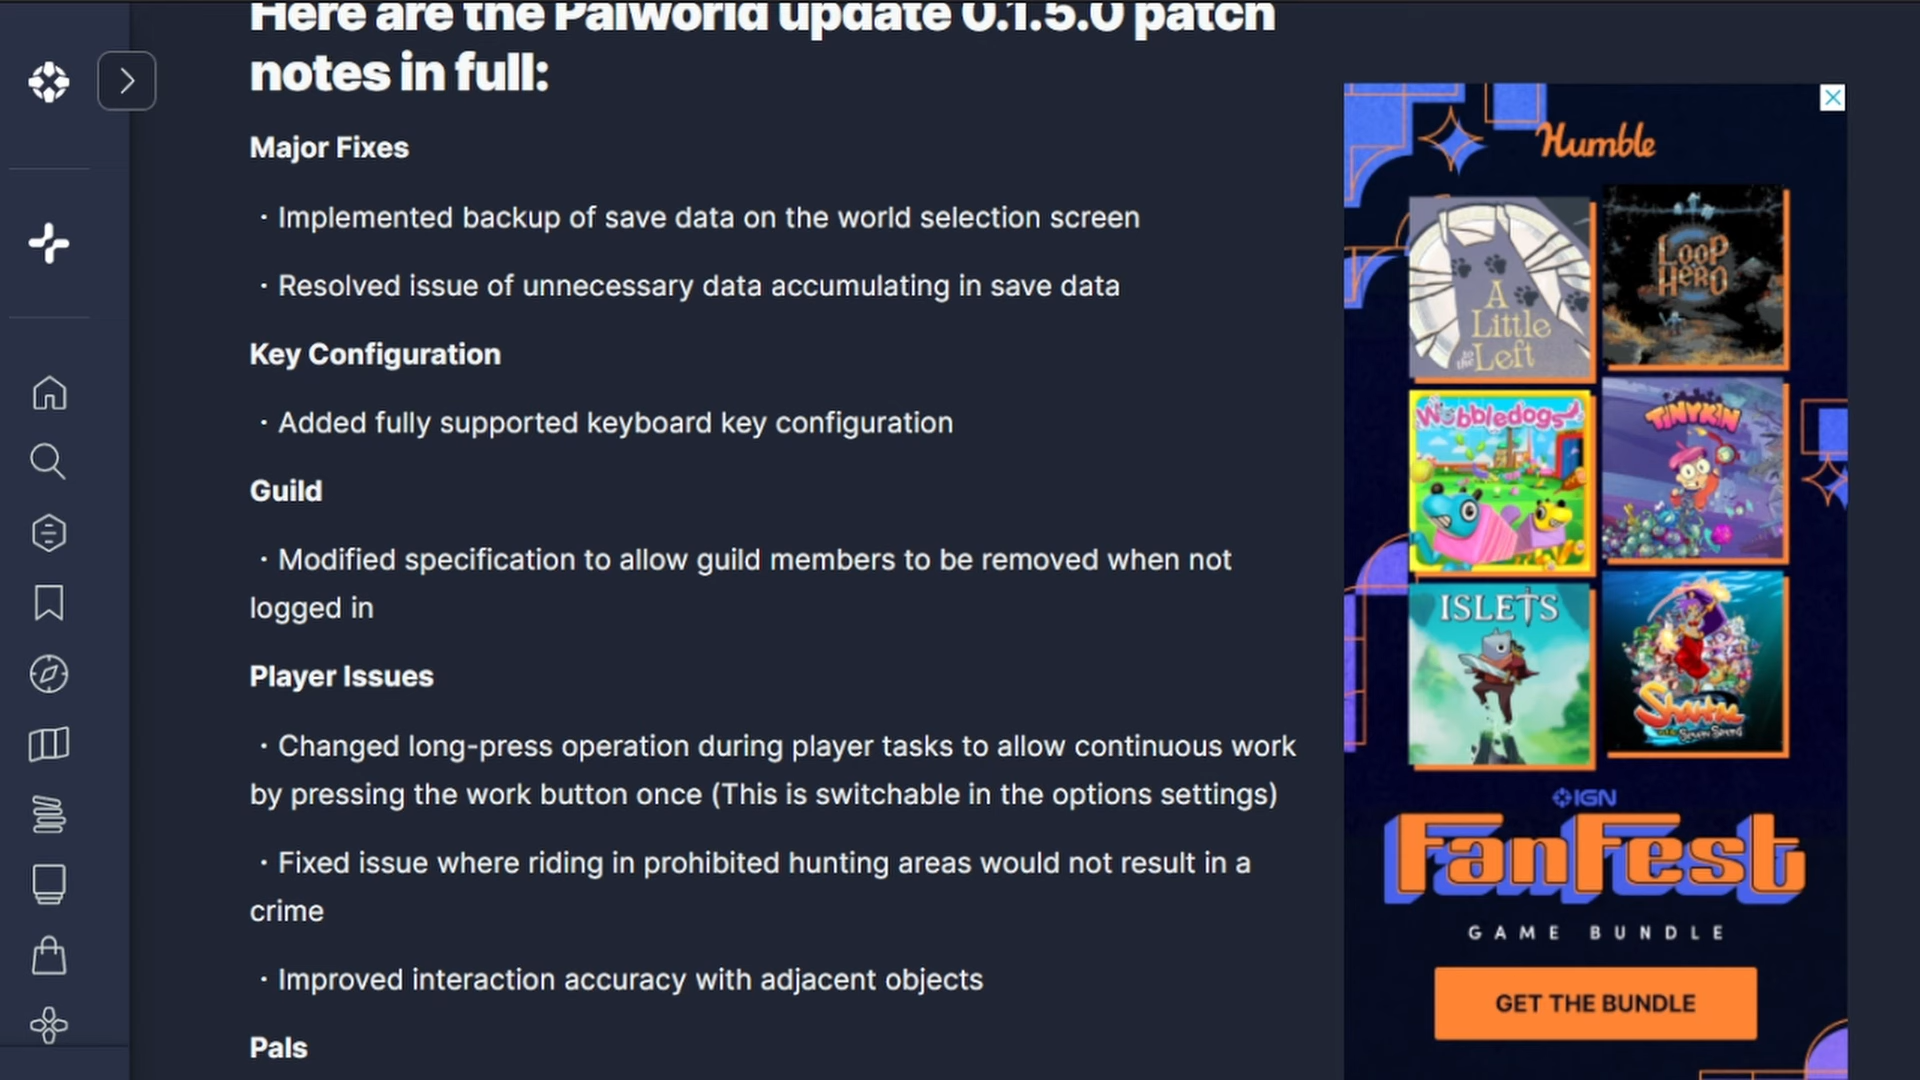 Here are the Palworld update 0.1.5.0 patch
notes in full:
Major Fixes
· Implemented backup of save data on the world selection screen
· Resolved issue of unnecessary data accumulating in save data
Key Configuration
· Added fully supported keyboard key configuration
Guild
· Modified specification to allow guild members to be removed when not
logged in
Player Issues
· Changed long-press operation during player tasks to allow continuous work
by pressing the work button once (This is switchable in the options settings)
· Fixed issue where riding in prohibited hunting areas would not result in a
crime
· Improved interaction accuracy with adjacent objects
Pals
Humble
A
Little
to the
Left
LOOP
HERO
Wobbledogs
TINYKIN
ISLETS
Shantae
and the Seven Sirens
IGN
FanFest
GAME BUNDLE
GET THE BUNDLE